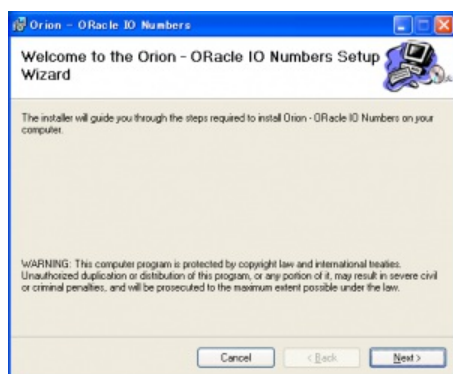 Orion - ORacle IO Numbers
Welcome to the Orion - ORacle IO Numbers Setup
Wizard
The installer will guide you through the steps required to install Orion - ORacle IO Numbers on your
computer.
WARNING: This computer program is protected by copyright law and international treaties.
Unauthorized duplication or distribution of this program, or any portion of it, may result in severe civil
or criminal penalties, and will be prosecuted to the maximum extent possible under the law.
Cancel
< Back
Next >